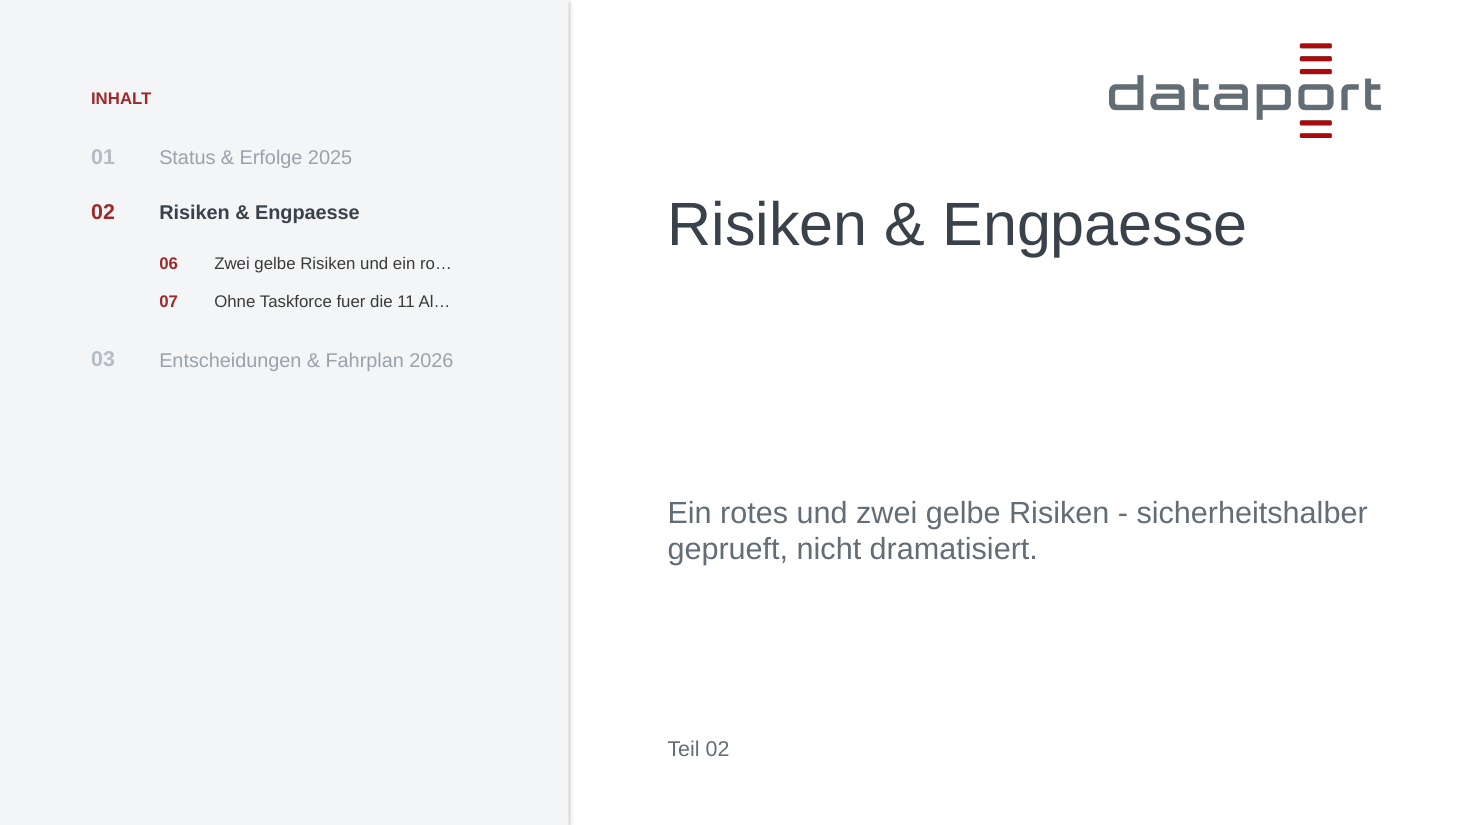 INHALT
01 Status & Erfolge 2025
02 Risiken & Engpaesse
06 Zwei gelbe Risiken und ein ro…
07 Ohne Taskforce fuer die 11 Al…
03 Entscheidungen & Fahrplan 2026
dataport
Risiken & Engpaesse
Ein rotes und zwei gelbe Risiken - sicherheitshalber
geprueft, nicht dramatisiert.
Teil 02